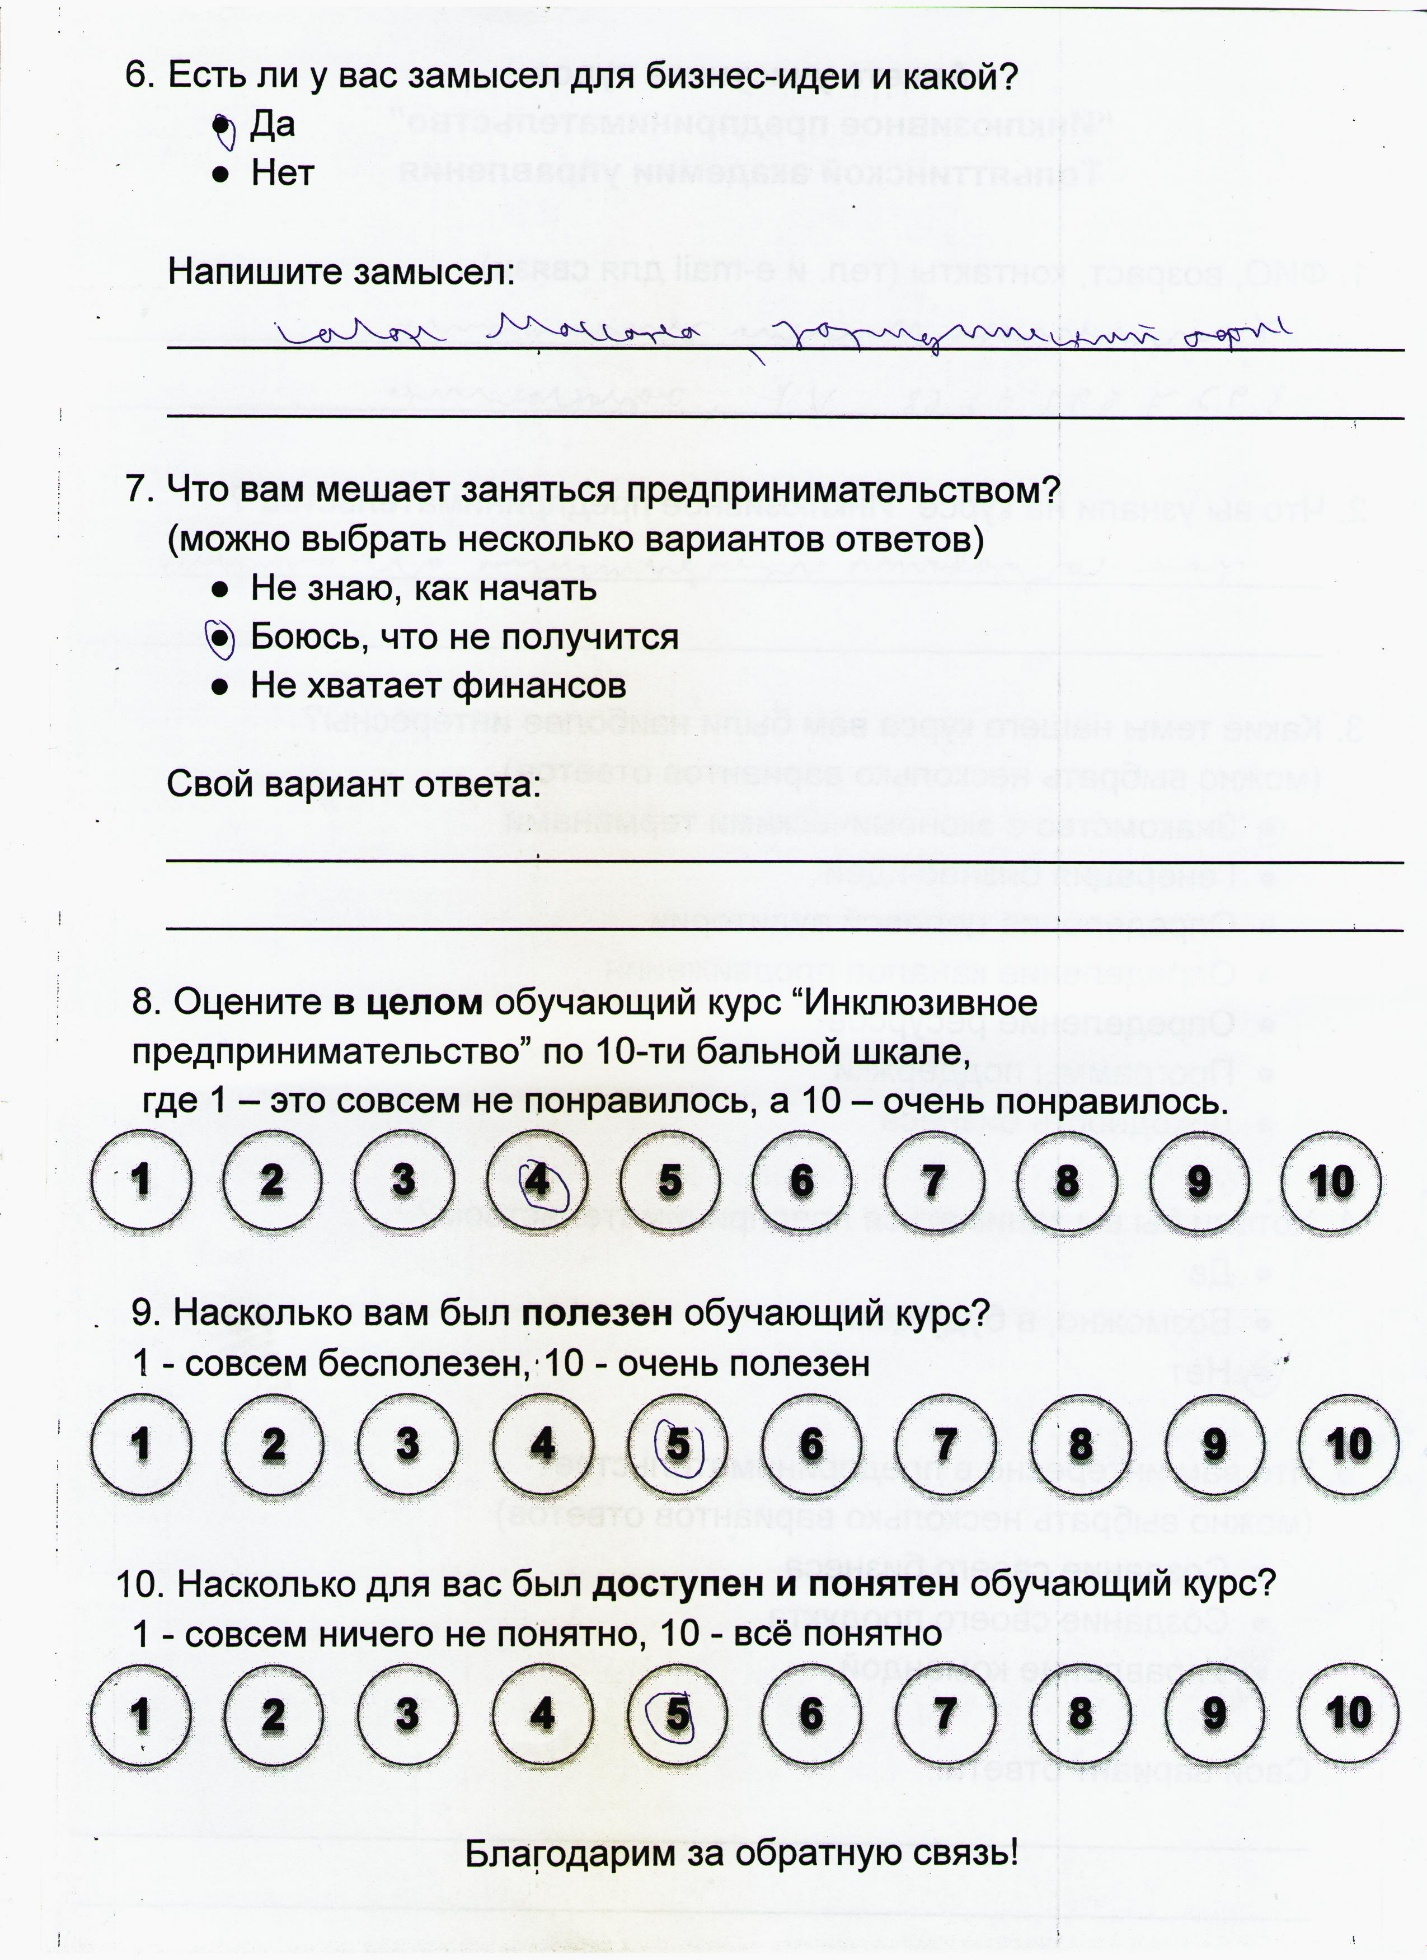 6. Есть ли у вас замысел для бизнес-идеи и какой?
● Да
● Нет
Напишите замысел:
салон Массажа, юридический офис
7. Что вам мешает заняться предпринимательством?
(можно выбрать несколько вариантов ответов)
● Не знаю, как начать
● Боюсь, что не получится
● Не хватает финансов
Свой вариант ответа:
8. Оцените в целом обучающий курс “Инклюзивное
предпринимательство” по 10-ти бальной шкале,
где 1 – это совсем не понравилось, а 10 – очень понравилось.
1 2 3 4 5 6 7 8 9 10
9. Насколько вам был полезен обучающий курс?
1 - совсем бесполезен, 10 - очень полезен
1 2 3 4 5 6 7 8 9 10
10. Насколько для вас был доступен и понятен обучающий курс?
1 - совсем ничего не понятно, 10 - всё понятно
1 2 3 4 5 6 7 8 9 10
Благодарим за обратную связь!